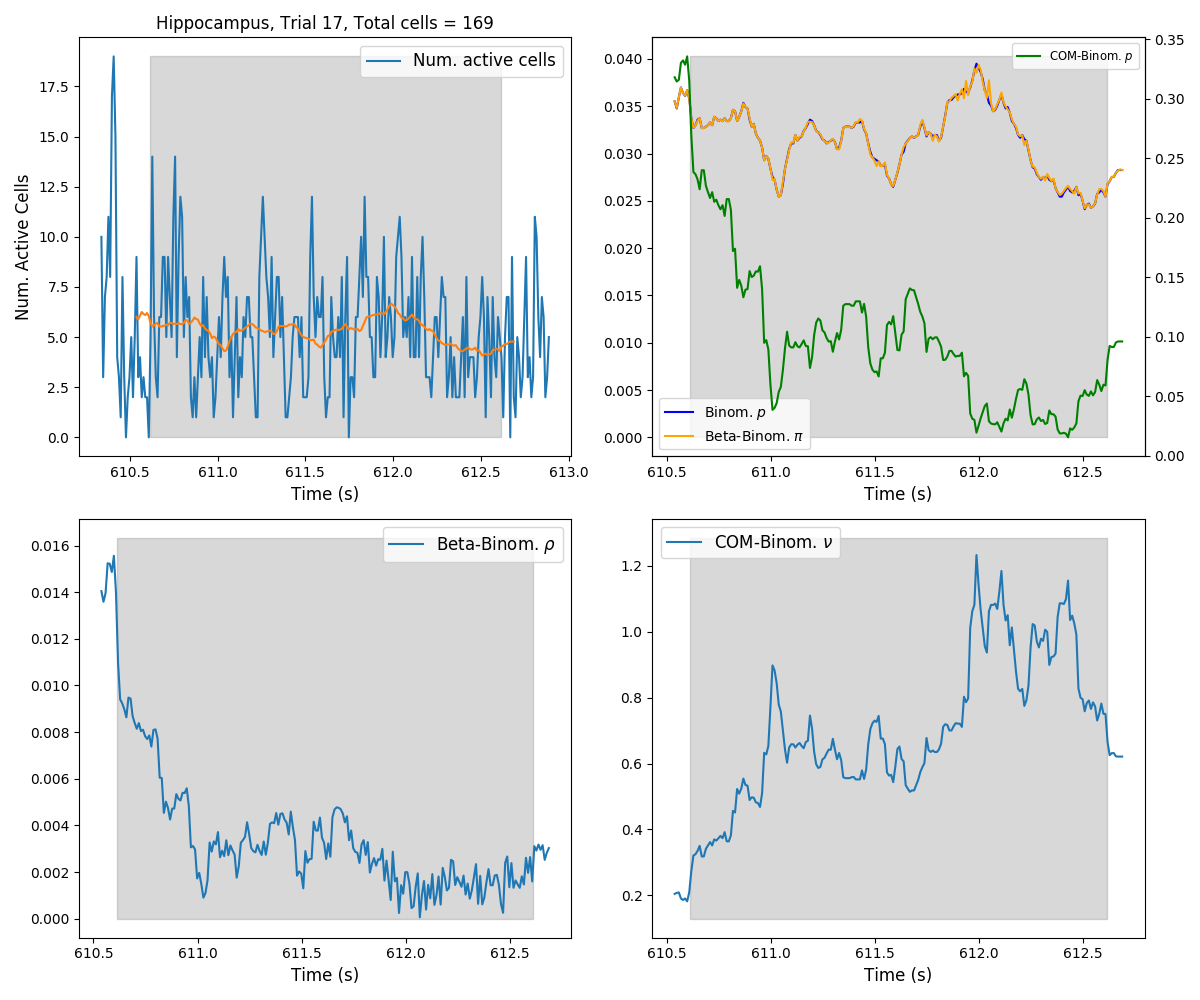 Hippocampus, Trial 17, Total cells = 169
Num. active cells
Num. Active Cells
17.5
15.0
12.5
10.0
7.5
5.0
2.5
0.0
610.5 611.0 611.5 612.0 612.5 613.0
Time (s)
COM-Binom. p
0.040
0.035
0.030
0.025
0.020
0.015
0.010
0.005
0.000
0.35
0.30
0.25
0.20
0.15
0.10
0.05
0.00
Binom. p
Beta-Binom. π
610.5 611.0 611.5 612.0 612.5
Time (s)
Beta-Binom. ρ
0.016
0.014
0.012
0.010
0.008
0.006
0.004
0.002
0.000
610.5 611.0 611.5 612.0 612.5
Time (s)
COM-Binom. ν
1.2
1.0
0.8
0.6
0.4
0.2
610.5 611.0 611.5 612.0 612.5
Time (s)